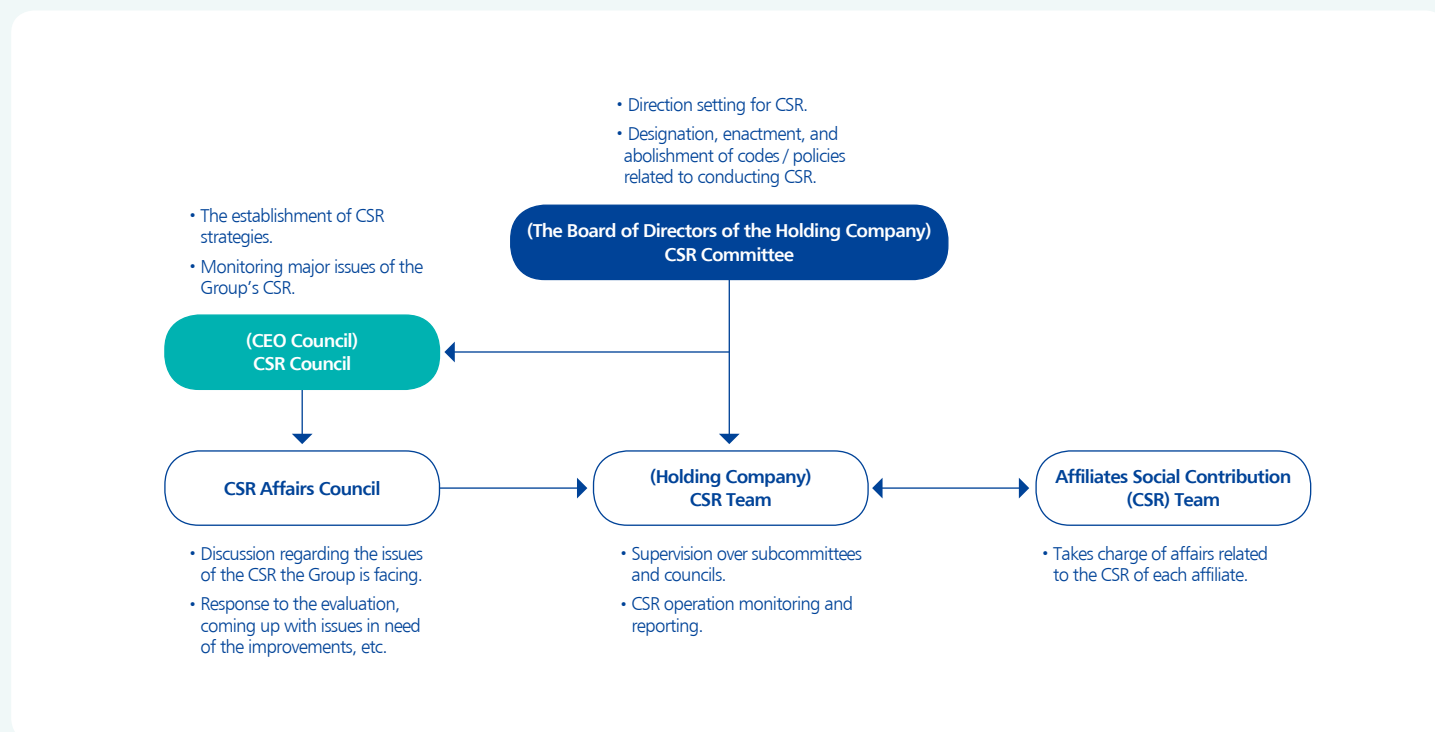 • Direction setting for CSR.
• Designation, enactment, and
abolishment of codes / policies
related to conducting CSR.
(The Board of Directors of the Holding Company)
CSR Committee
• The establishment of CSR
strategies.
• Monitoring major issues of the
Group's CSR.
(CEO Council)
CSR Council
CSR Affairs Council
• Discussion regarding the issues
of the CSR the Group is facing.
• Response to the evaluation,
coming up with issues in need
of the improvements, etc.
(Holding Company)
CSR Team
• Supervision over subcommittees
and councils.
• CSR operation monitoring and
reporting.
Affiliates Social Contribution
(CSR) Team
• Takes charge of affairs related
to the CSR of each affiliate.